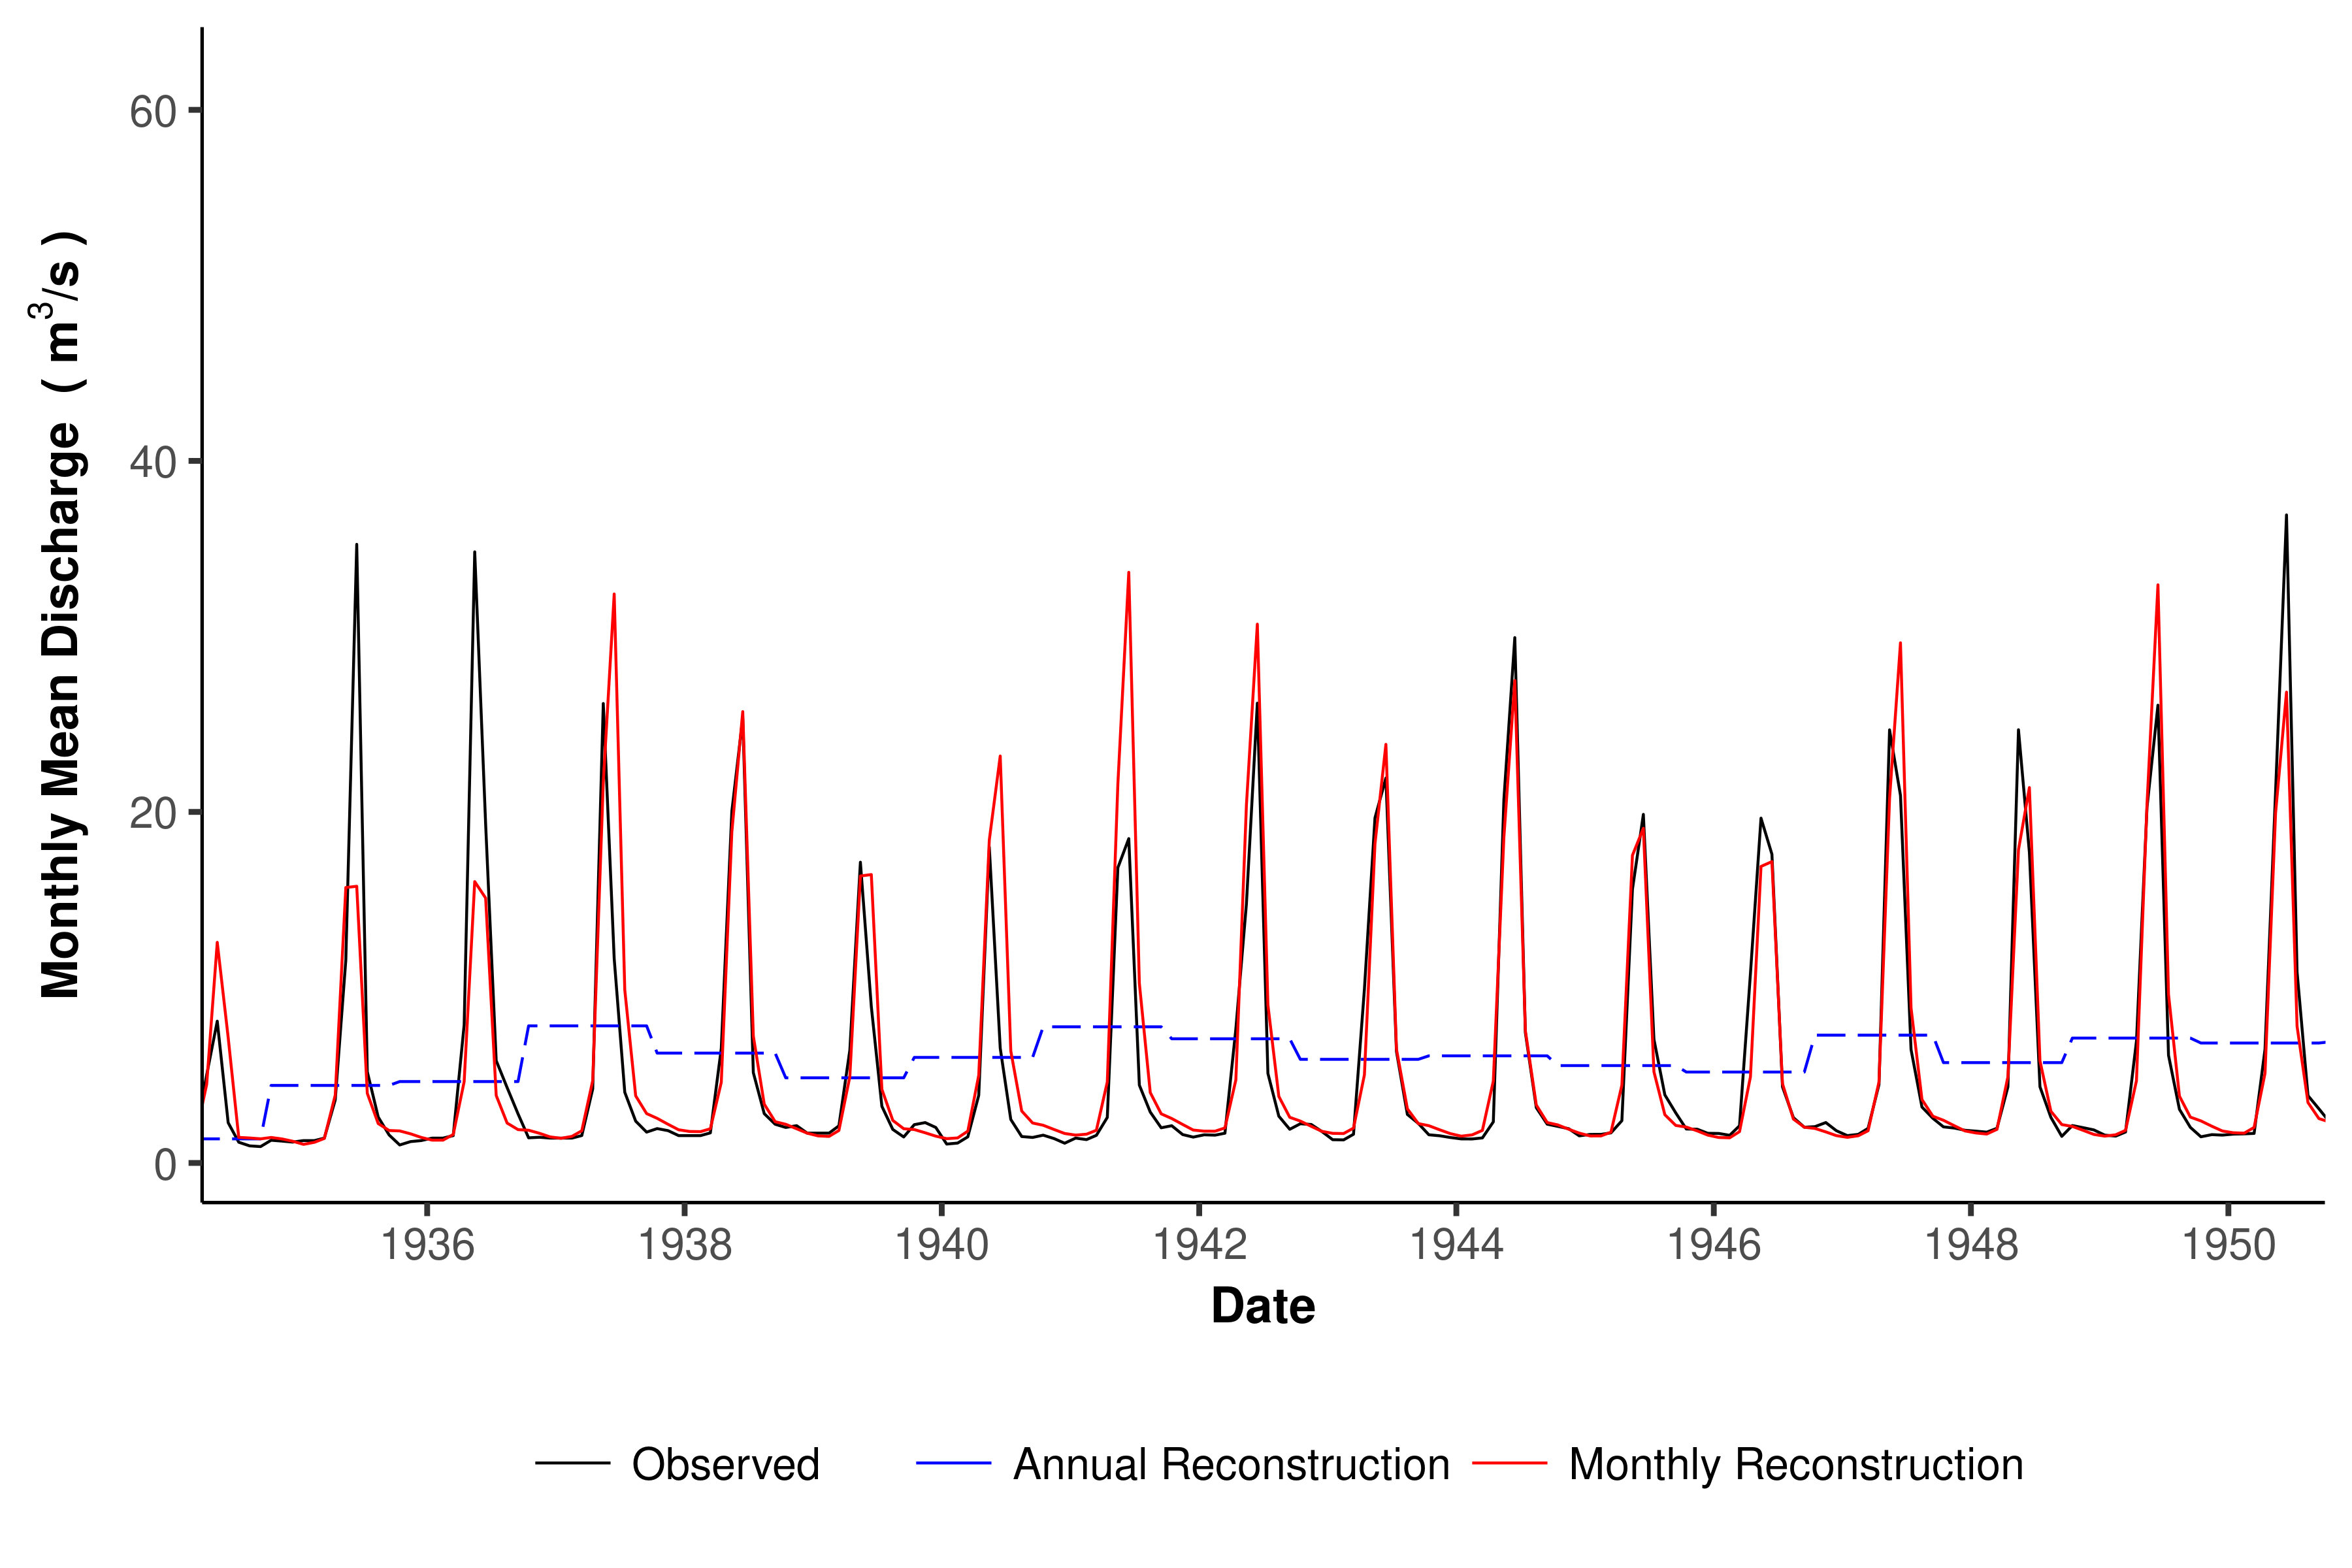 Monthly Mean Discharge ( m³/s )
60
40
20
0
1936 1938 1940 1942 1944 1946 1948 1950
Date
Observed Annual Reconstruction Monthly Reconstruction